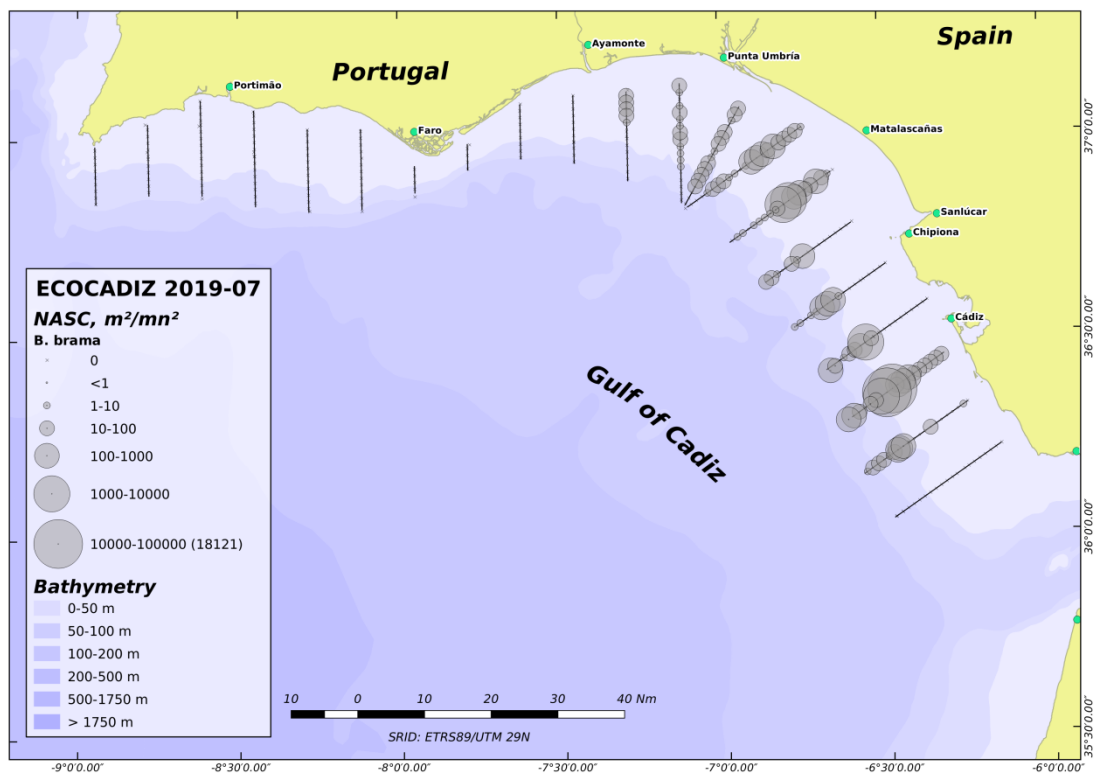 Spain
Portugal
Ayamonte
Punta Umbría
Portimão
Faro
Matalascañas
Sanlúcar
Chipiona
Cádiz
Gulf of Cadiz
ECOCADIZ 2019-07
NASC, m²/mn²
B. brama
0
<1
1-10
10-100
100-1000
1000-10000
10000-100000 (18121)
Bathymetry
0-50 m
50-100 m
100-200 m
200-500 m
500-1750 m
> 1750 m
10 0 10 20 30 40 Nm
SRID: ETRS89/UTM 29N
37°0'0.00″
36°30'0.00″
36°0'0.00″
35°30'0.00″
-9°0'0.00″ -8°30'0.00″ -8°0'0.00″ -7°30'0.00″ -7°0'0.00″ -6°30'0.00″ -6°0'0.00″